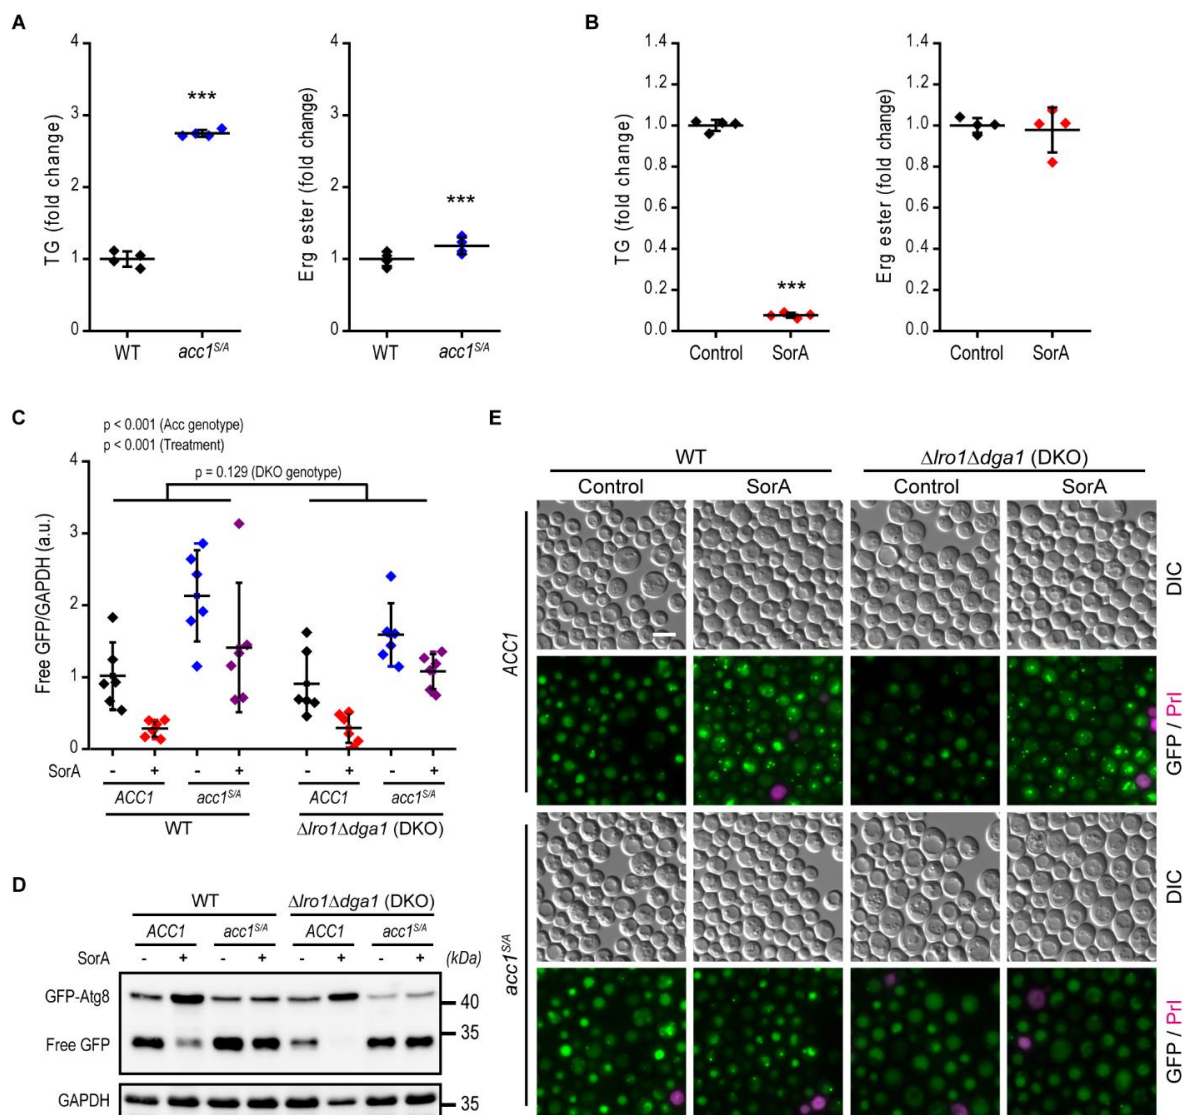 A
4
3
2
1
0
TG (fold change)
***
WT
acc1S/A
4
3
2
1
0
Erg ester (fold change)
***
WT
acc1S/A
B
1.4
1.2
1.0
0.8
0.6
0.4
0.2
0.0
TG (fold change)
***
Control
SorA
1.4
1.2
1.0
0.8
0.6
0.4
0.2
0.0
Erg ester (fold change)
Control
SorA
C
p < 0.001 (Acc genotype)
p < 0.001 (Treatment)
p = 0.129 (DKO genotype)
4
3
2
1
0
Free GFP/GAPDH (a.u.)
SorA - + - + - + - +
ACC1 acc1S/A ACC1 acc1S/A
WT Δlro1Δdga1 (DKO)
D
WT Δlro1Δdga1 (DKO)
ACC1 acc1S/A ACC1 acc1S/A
SorA - + - + - + - + (kDa)
GFP-Atg8
40
35
Free GFP
GAPDH
35
E
WT Δlro1Δdga1 (DKO)
Control SorA Control SorA
ACC1
DIC
GFP / PrI
acc1S/A
DIC
GFP / PrI